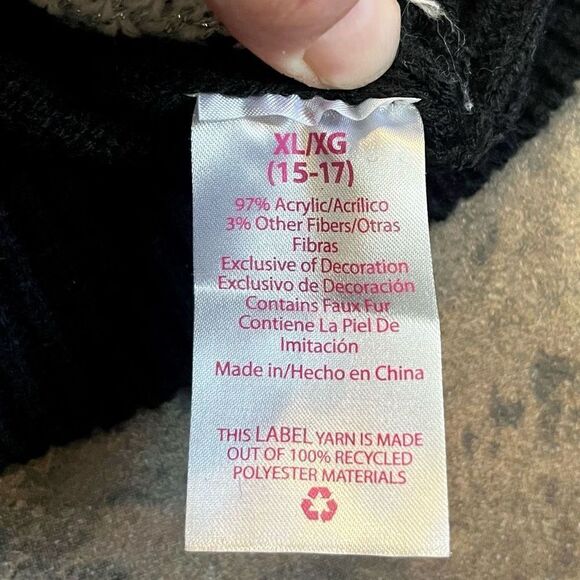 XL/XG
(15-17)
97% Acrylic/Acrílico
3% Other Fibers/Otras
Fibras
Exclusive of Decoration
Exclusivo de Decoración
Contains Faux Fur
Contiene La Piel De
Imitación
Made in/Hecho en China
THIS LABEL YARN IS MADE
OUT OF 100% RECYCLED
POLYESTER MATERIALS